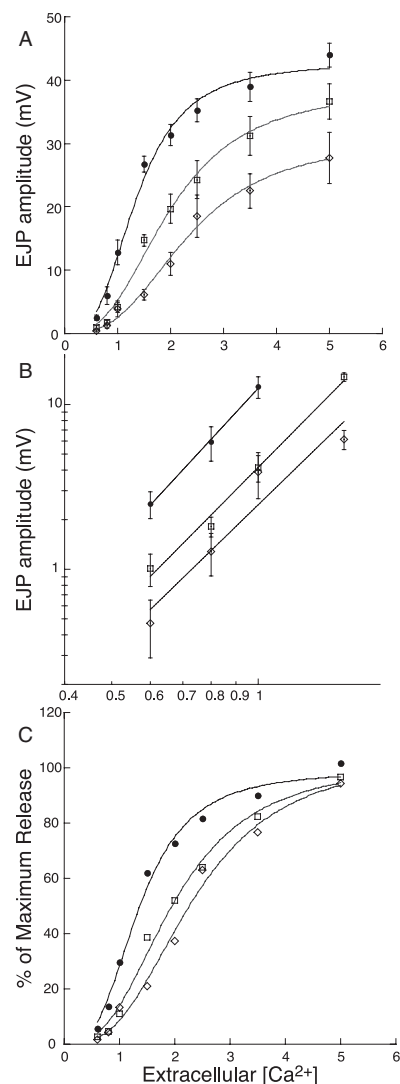 A
EJP amplitude (mV)
50
40
30
20
10
0
0 1 2 3 4 5 6
B
EJP amplitude (mV)
10
1
0.4 0.5 0.6 0.7 0.8 0.9 1
C
% of Maximum Release
120
100
80
60
40
20
0
0 1 2 3 4 5 6
Extracellular [Ca²⁺]